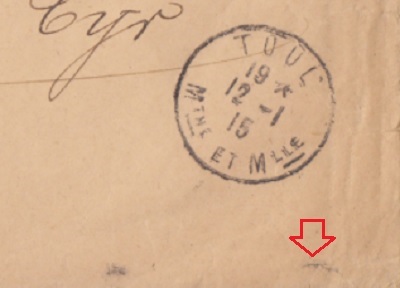 Cyr
TOUL
19 *
12 -1
15
MTHE ET MLLE